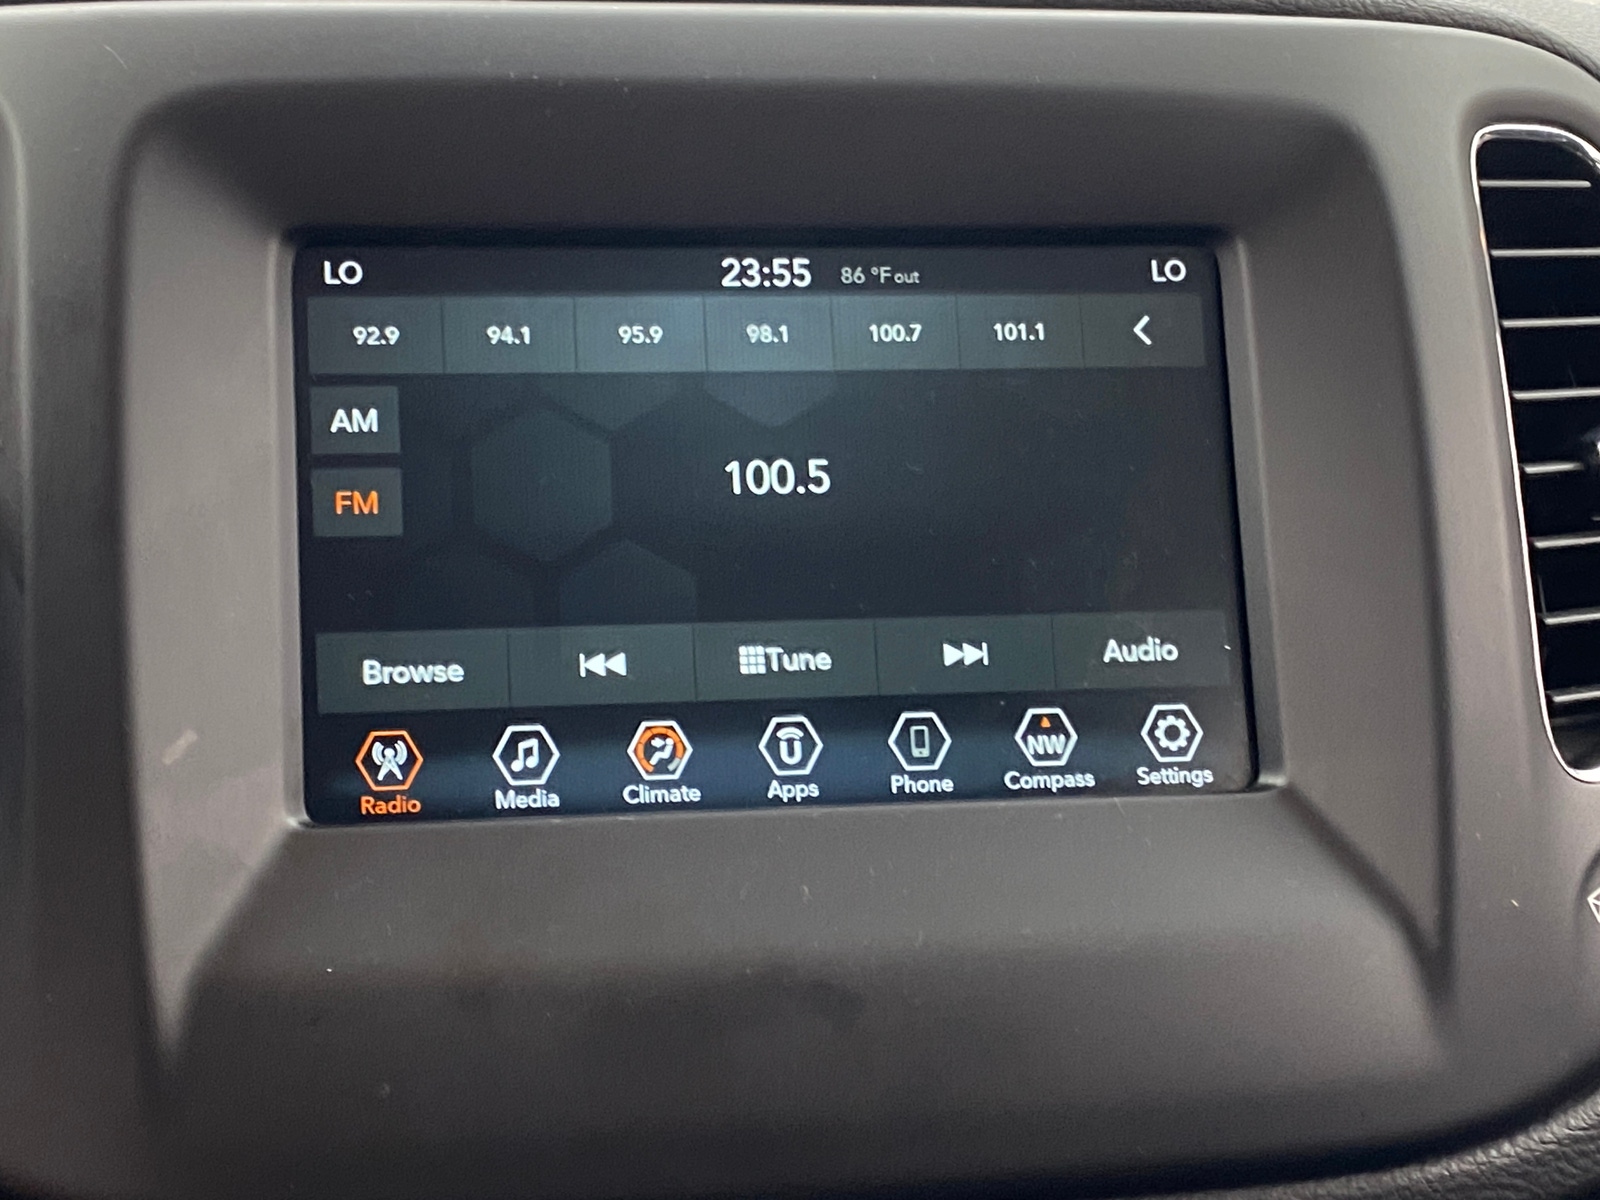 LO 23:55 86 °F out LO
92.9 94.1 95.9 98.1 100.7 101.1
AM
100.5
FM
Browse Tune Audio
NW
Radio Media Climate Apps Phone Compass Settings